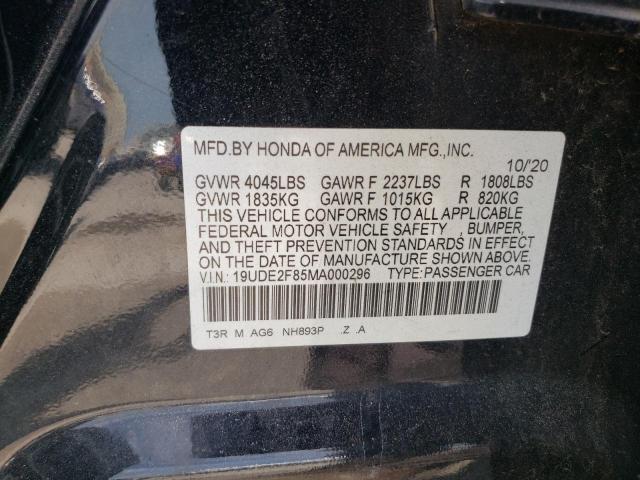 MFD.BY HONDA OF AMERICA MFG.,INC.
10/'20
GVWR 4045LBS GAWR F 2237LBS R 1808LBS
GVWR 1835KG GAWR F 1015KG R 820KG
THIS VEHICLE CONFORMS TO ALL APPLICABLE
FEDERAL MOTOR VEHICLE SAFETY , BUMPER,
AND THEFT PREVENTION STANDARDS IN EFFECT
ON THE DATE OF MANUFACTURE SHOWN ABOVE.
V.I.N.: 19UDE2F85MA000296 TYPE: PASSENGER CAR
T3R M AG6 NH893P .Z .A